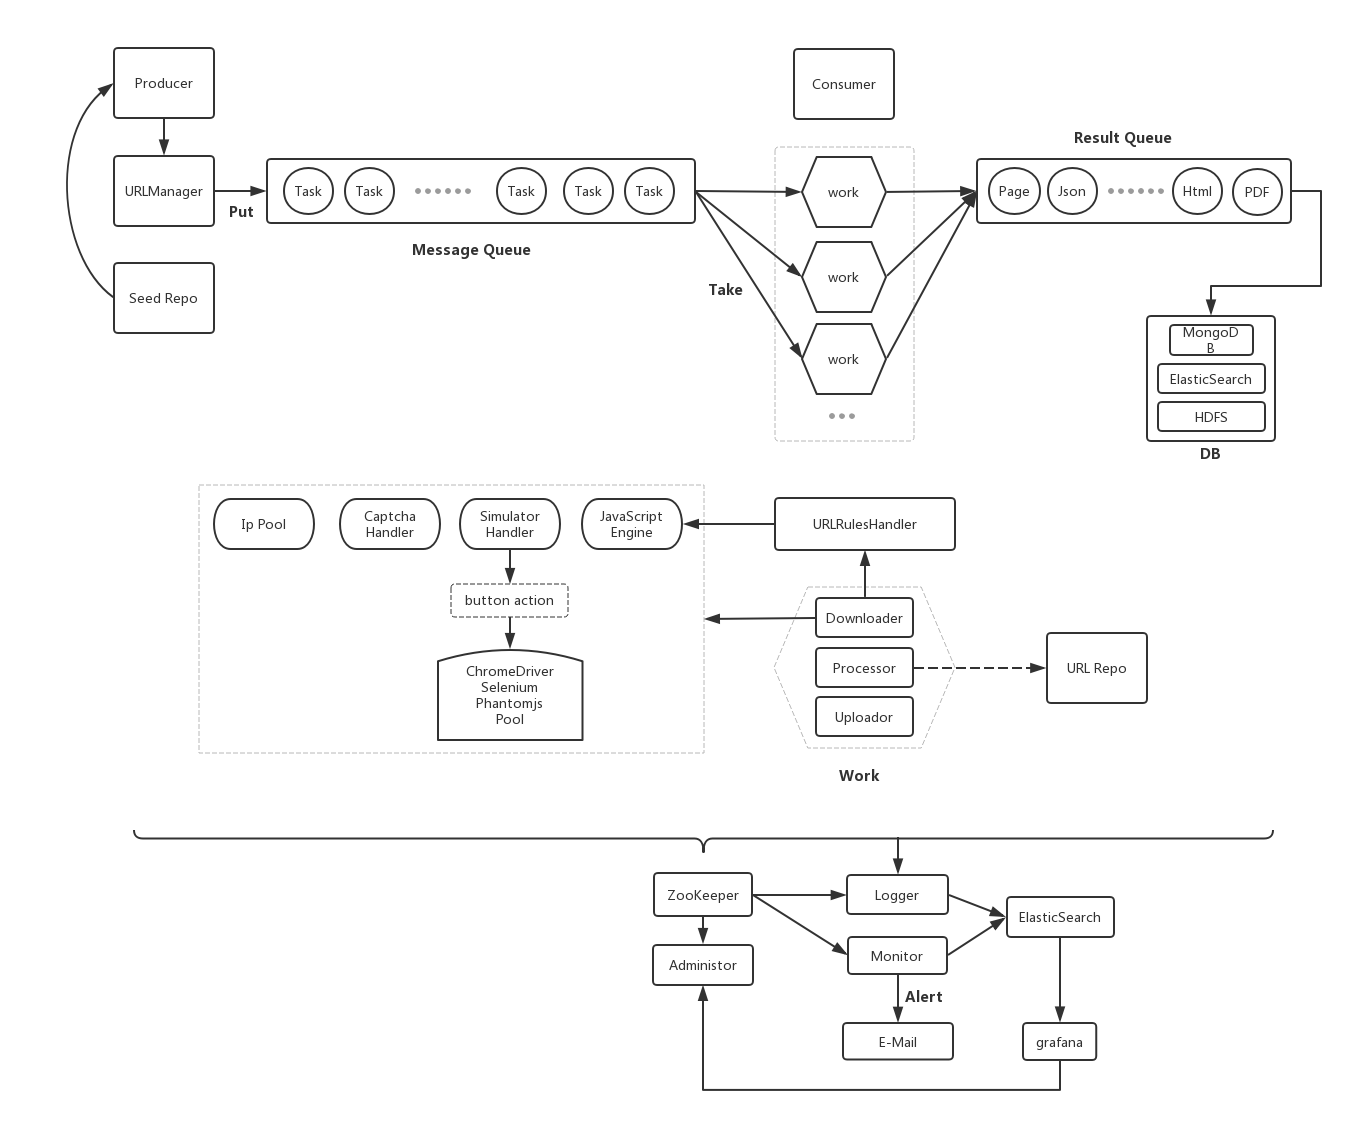 Producer
Consumer
Result Queue
URLManager
Put
Task
Task
Task
Task
Task
Message Queue
work
work
work
Take
Page
Json
Html
PDF
Seed Repo
MongoD
B
ElasticSearch
HDFS
DB
Ip Pool
Captcha
Handler
Simulator
Handler
JavaScript
Engine
URLRulesHandler
button action
ChromeDriver
Selenium
Phantomjs
Pool
Downloader
Processor
Uploador
URL Repo
Work
ZooKeeper
Logger
ElasticSearch
Administor
Monitor
Alert
E-Mail
grafana